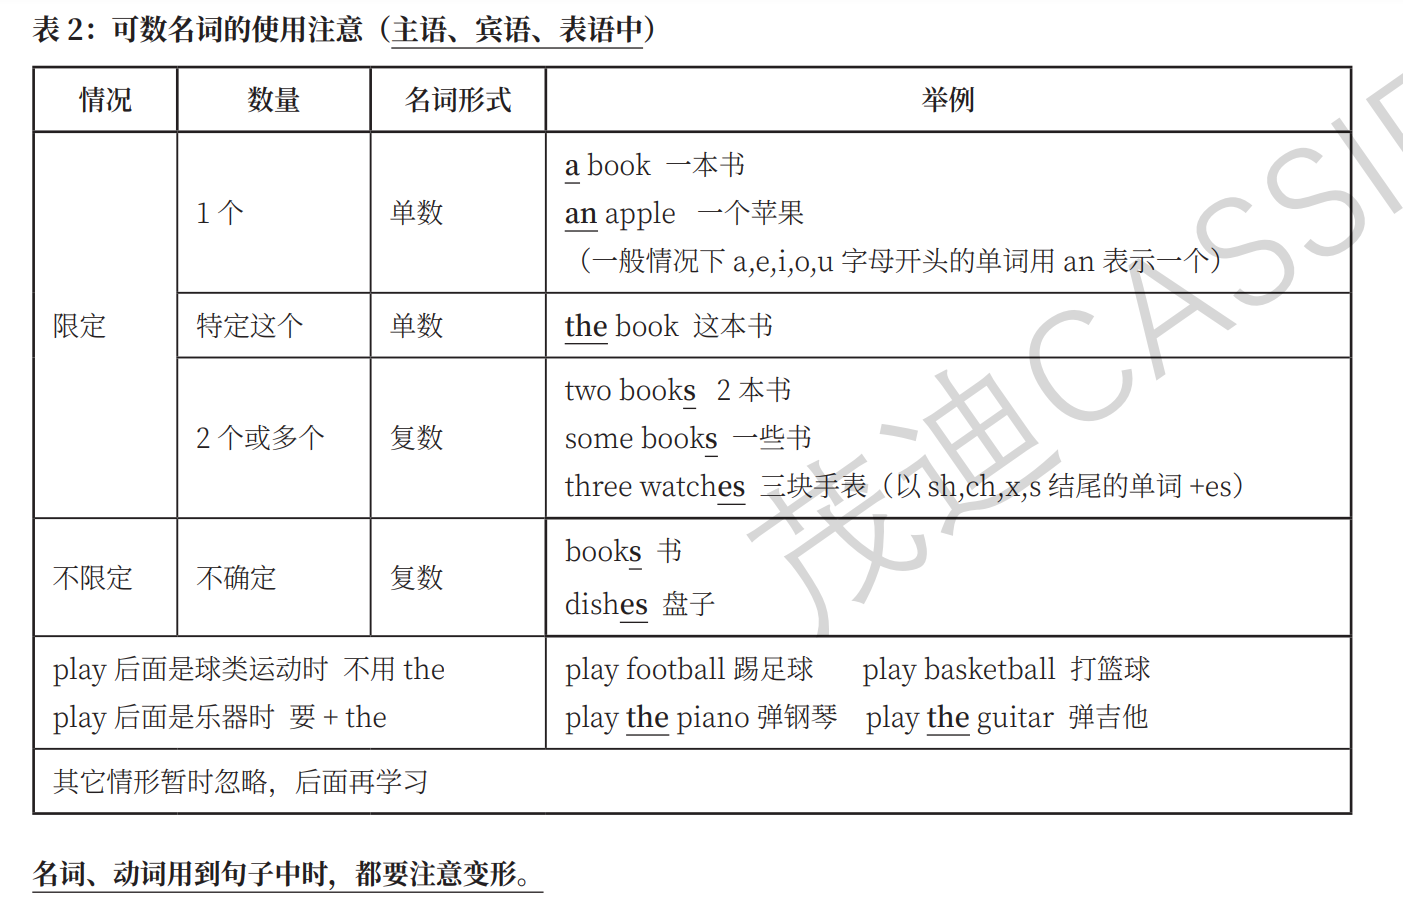 表 2：可数名词的使用注意（主语、宾语、表语中）
情况 数量 名词形式 举例
限定
1 个
单数
a book 一本书
an apple 一个苹果
（一般情况下 a,e,i,o,u 字母开头的单词用 an 表示一个）
特定这个
单数
the book 这本书
2 个或多个
复数
two books 2 本书
some books 一些书
three watches 三块手表（以 sh,ch,x,s 结尾的单词 +es）
不限定
不确定
复数
books 书
dishes 盘子
play 后面是球类运动时 不用 the
play 后面是乐器时 要 + the
play football 踢足球 play basketball 打篮球
play the piano 弹钢琴 play the guitar 弹吉他
其它情形暂时忽略，后面再学习
名词、动词用到句子中时，都要注意变形。
茂迪CASSI